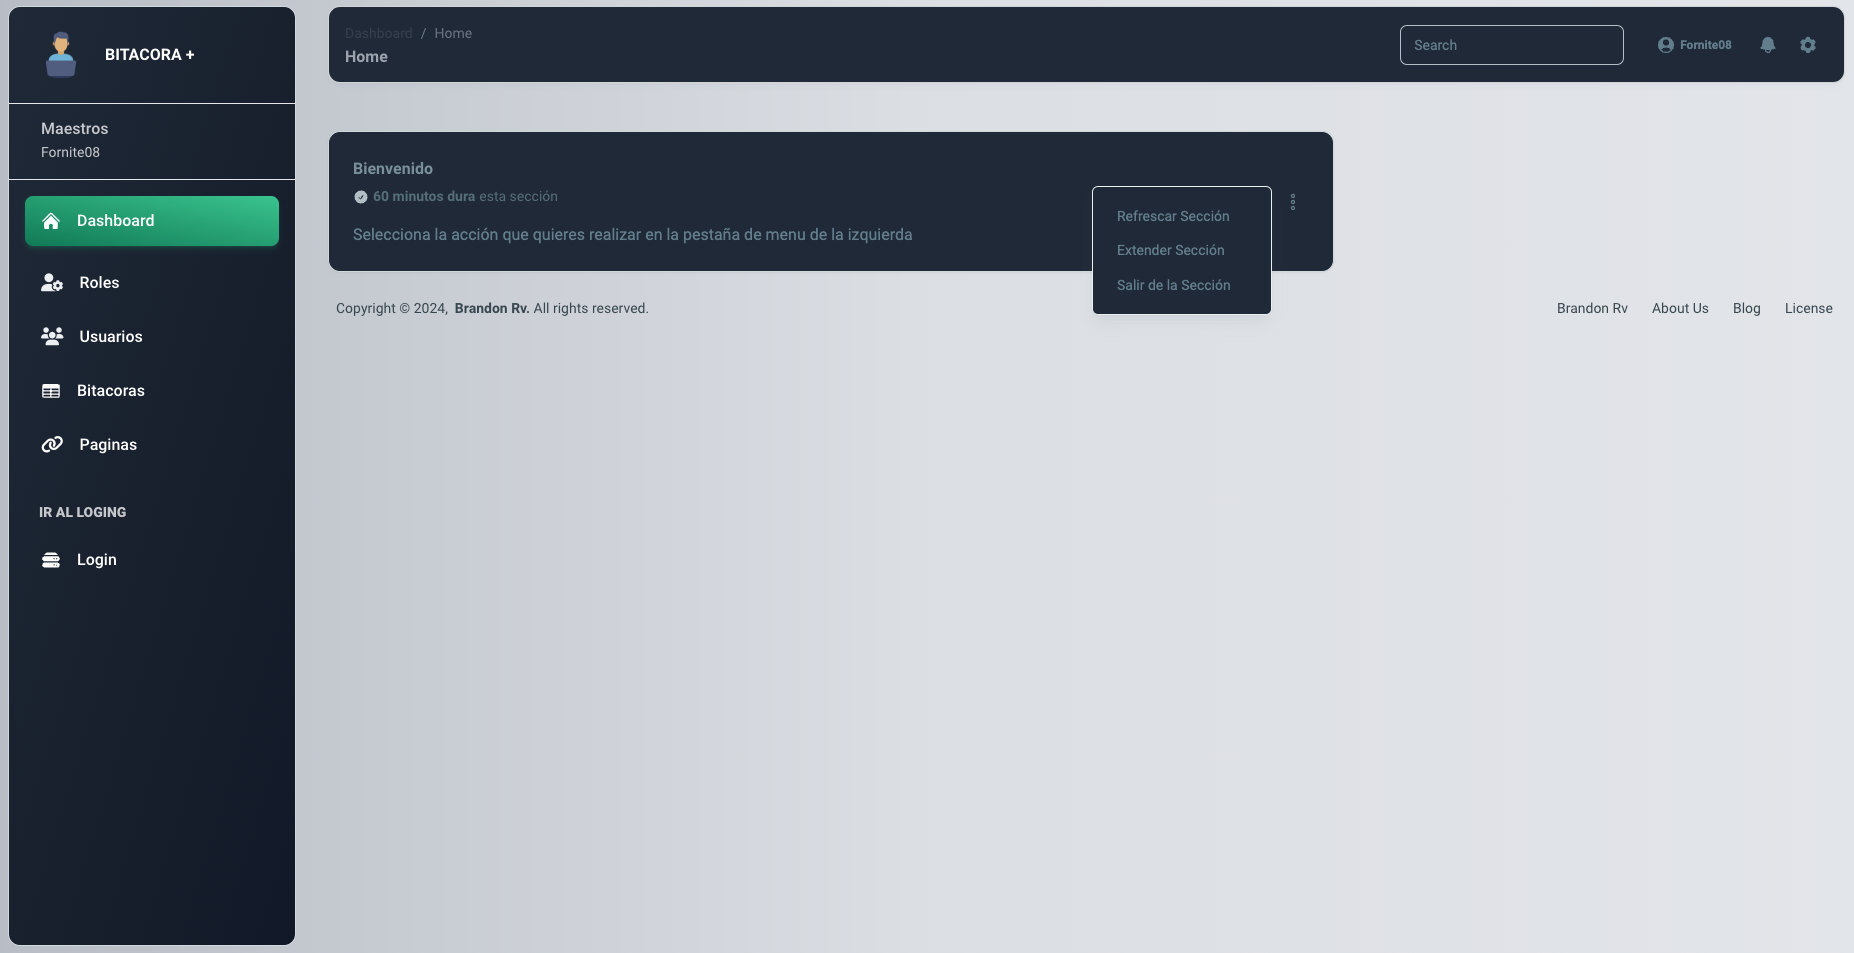 BITACORA +
Maestros
Fornite08
Dashboard
Roles
Usuarios
Bitacoras
Paginas
IR AL LOGING
Login
Dashboard / Home
Home
Search
Fornite08
Bienvenido
60 minutos dura esta sección
Selecciona la acción que quieres realizar en la pestaña de menu de la izquierda
Refrescar Sección
Extender Sección
Salir de la Sección
Copyright © 2024, Brandon Rv. All rights reserved.
Brandon Rv About Us Blog License